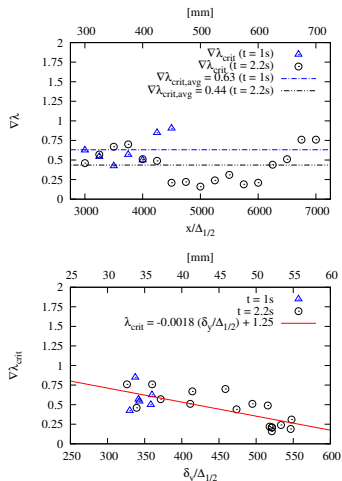 [mm]
300 400 500 600 700
2
1.75
1.5
1.25
1
0.75
0.5
0.25
0
∇λ
∇λcrit (t = 1s)
∇λcrit (t = 2.2s)
∇λcrit,avg = 0.63 (t = 1s)
∇λcrit,avg = 0.44 (t = 2.2s)
3000 3500 4000 4500 5000 5500 6000 6500 7000
x/Δ1/2
[mm]
25 30 35 40 45 50 55 60
2
1.75
1.5
1.25
1
0.75
0.5
0.25
0
∇λcrit
t = 1s
t = 2.2s
λcrit = -0.0018 (δy/Δ1/2) + 1.25
250 300 350 400 450 500 550 600
δv/Δ1/2